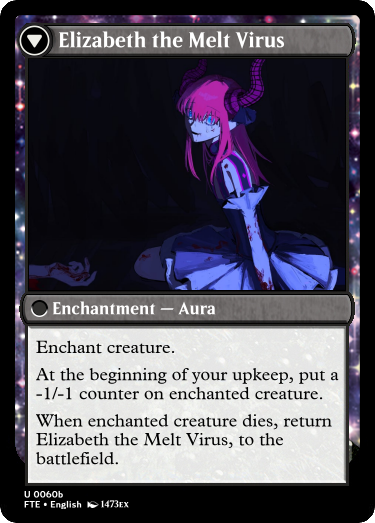 Elizabeth the Melt Virus
Enchantment — Aura
Enchant creature.
At the beginning of your upkeep, put a
-1/-1 counter on enchanted creature.
When enchanted creature dies, return
Elizabeth the Melt Virus, to the
battlefield.
U 0060b
FTE • English 1473EX